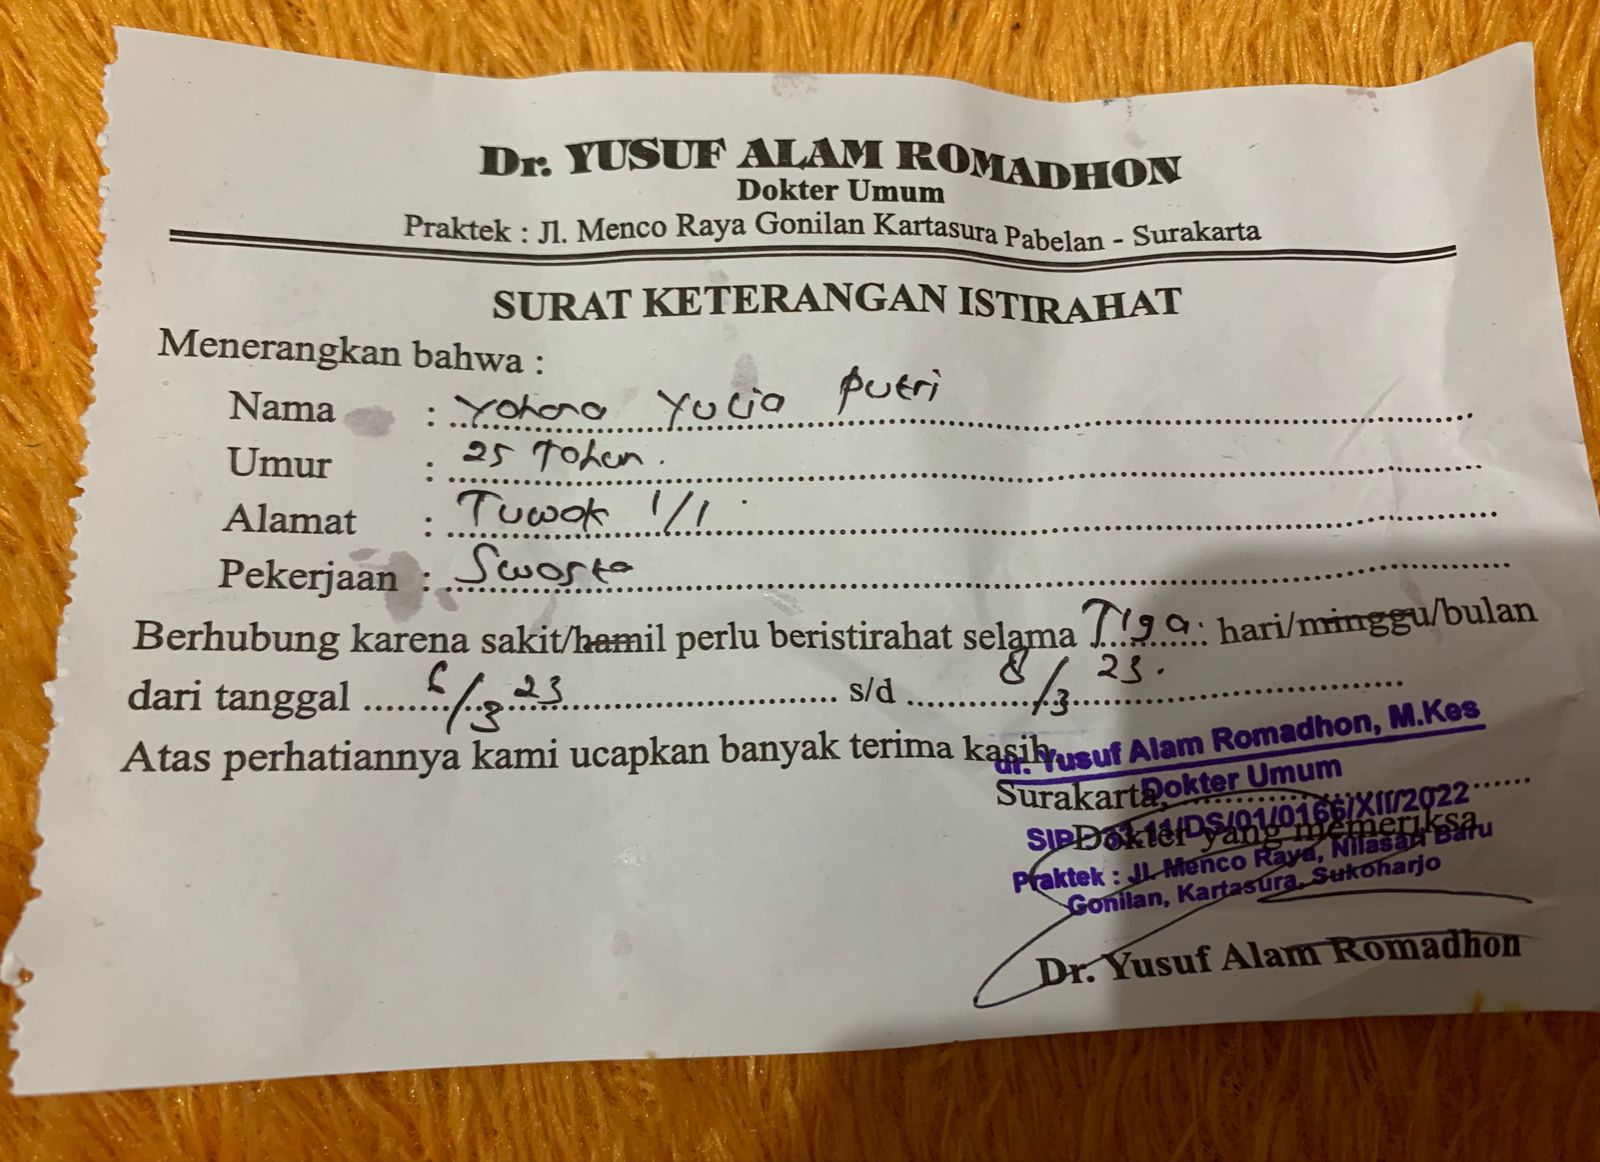 Dr. YUSUF ALAM ROMADHON
Dokter Umum
Praktek : Jl. Menco Raya Gonilan Kartasura Pabelan - Surakarta
SURAT KETERANGAN ISTIRAHAT
Menerangkan bahwa :
Nama : Yohana Yulia Putri
Umur : 25 Tahun.
Alamat : Tuwak 1/1
Pekerjaan : Swasta
Berhubung karena sakit/hamil perlu beristirahat selama Tiga hari/minggu/bulan
dari tanggal 6/3 23 s/d 8/3 23.
Atas perhatiannya kami ucapkan banyak terima kasih.
dr. Yusuf Alam Romadhon, M.Kes
Surakarta,
Dokter Umum
SIP 33.11/DS/01/0166/XII/2022
Dokter yang memeriksa
Praktek : Jl. Menco Raya, Nilasari Baru
Gonilan, Kartasura, Sukoharjo
Dr. Yusuf Alam Romadhon